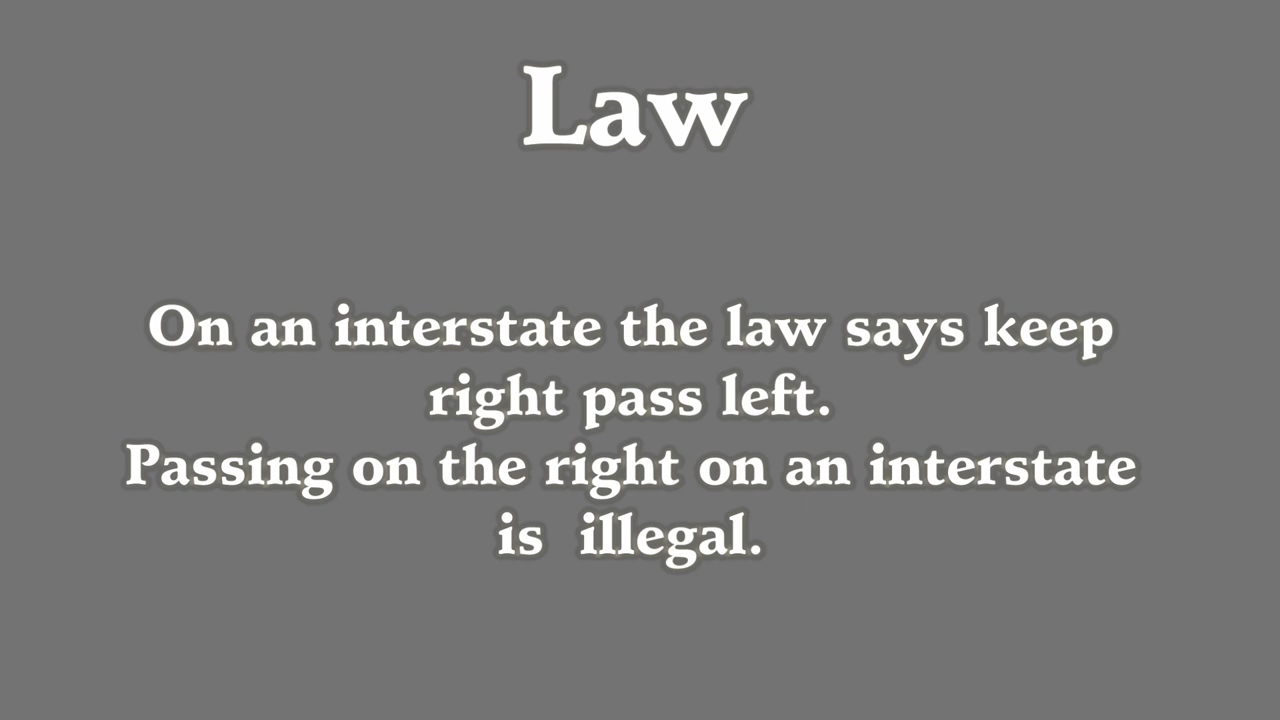 Law
On an interstate the law says keep
right pass left.
Passing on the right on an interstate
is  illegal.